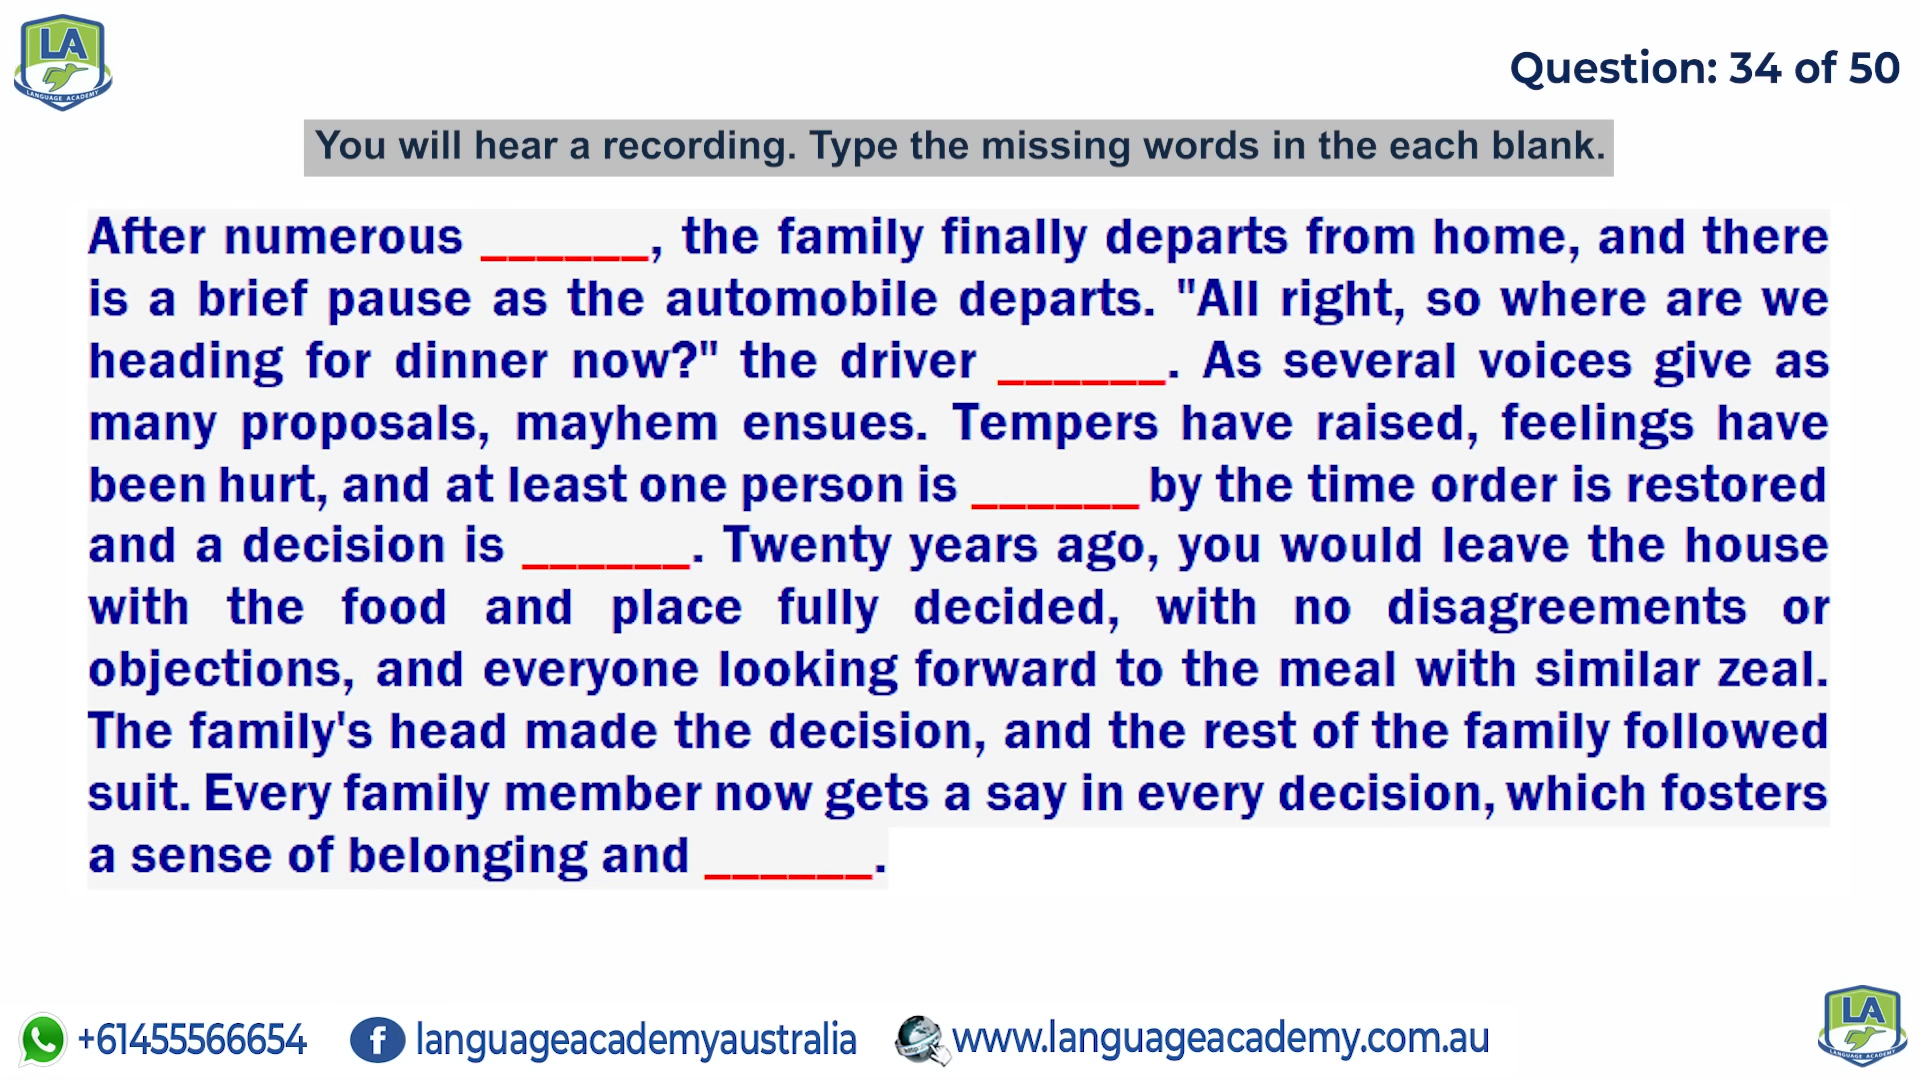 LA
LANGUAGE ACADEMY
Question: 34 of 50
You will hear a recording. Type the missing words in the each blank.
After numerous ______, the family finally departs from home, and there
is a brief pause as the automobile departs. "All right, so where are we
heading for dinner now?" the driver ______. As several voices give as
many proposals, mayhem ensues. Tempers have raised, feelings have
been hurt, and at least one person is ______ by the time order is restored
and a decision is ______. Twenty years ago, you would leave the house
with the food and place fully decided, with no disagreements or
objections, and everyone looking forward to the meal with similar zeal.
The family's head made the decision, and the rest of the family followed
suit. Every family member now gets a say in every decision, which fosters
a sense of belonging and ______.
+61455566654
f
languageacademyaustralia
http
www.languageacademy.com.au
LA
LANGUAGE ACADEMY